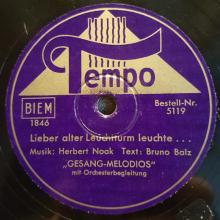 Tempo
BIEM
1846
Bestell-Nr.
5119
Lieber alter Leuchtturm leuchte...
Musik: Herbert Noak Text: Bruno Balz
„GESANG-MELODIOS"
mit Orchesterbegleitung